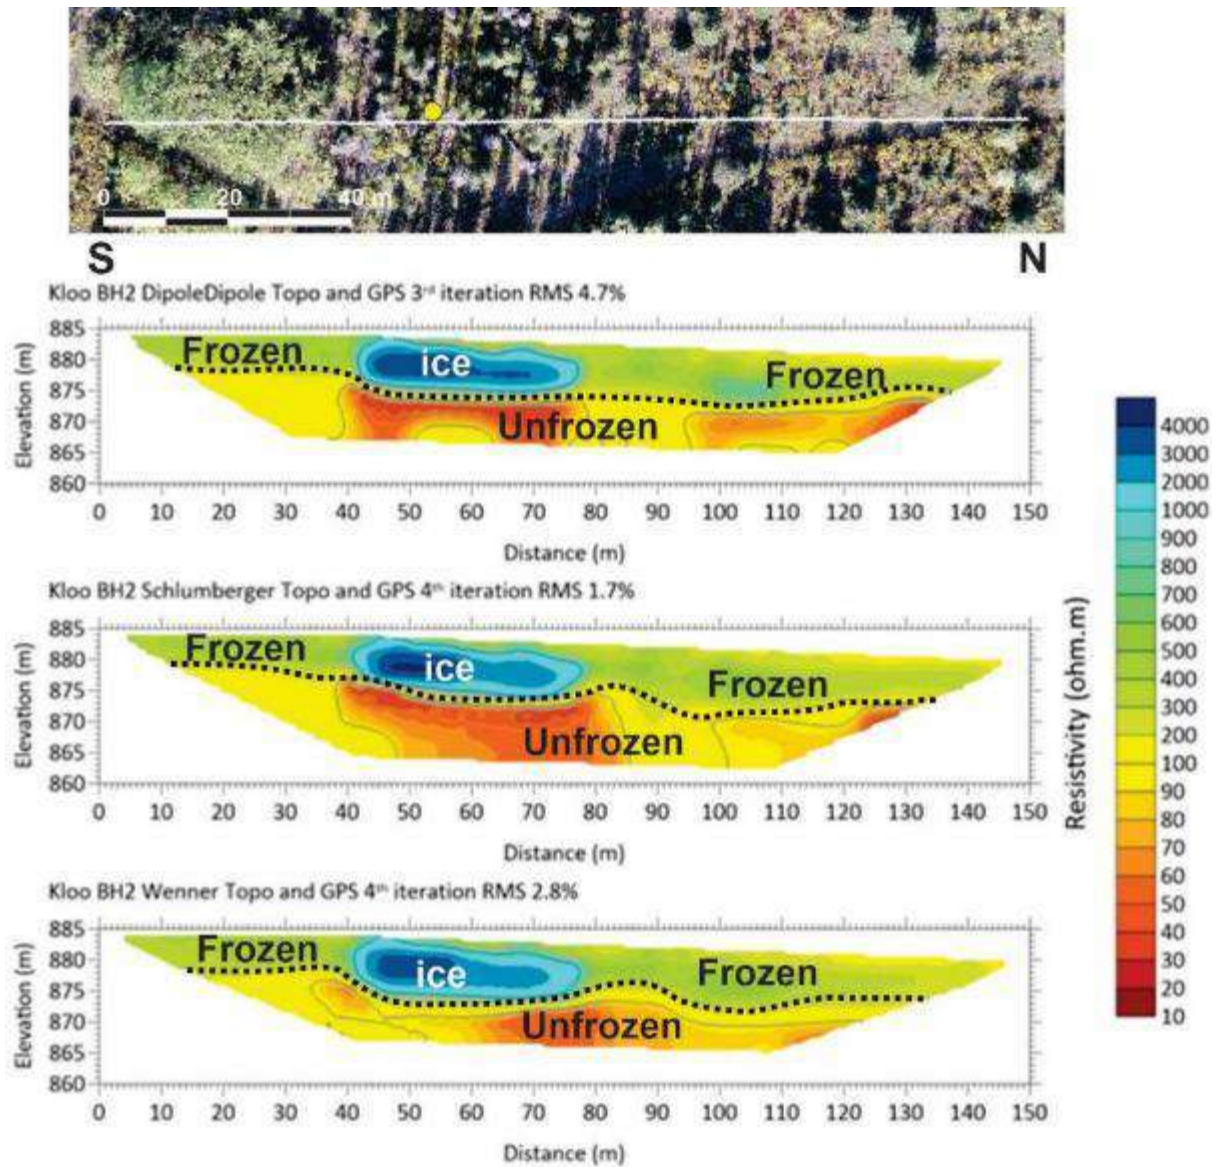 0 20 40 m
S N
Kloo BH2 DipoleDipole Topo and GPS 3rd iteration RMS 4.7%
885
880
875
870
865
860
Elevation (m)
Frozen ice Frozen
Unfrozen
0 10 20 30 40 50 60 70 80 90 100 110 120 130 140 150
Distance (m)
Kloo BH2 Schlumberger Topo and GPS 4th iteration RMS 1.7%
885
880
875
870
865
860
Elevation (m)
Frozen ice Frozen
Unfrozen
0 10 20 30 40 50 60 70 80 90 100 110 120 130 140 150
Distance (m)
Kloo BH2 Wenner Topo and GPS 4th iteration RMS 2.8%
885
880
875
870
865
860
Elevation (m)
Frozen ice Frozen
Unfrozen
0 10 20 30 40 50 60 70 80 90 100 110 120 130 140 150
Distance (m)
Resistivity (ohm.m)
4000
3000
2000
1000
900
800
700
600
500
400
300
200
100
90
80
70
60
50
40
30
20
10